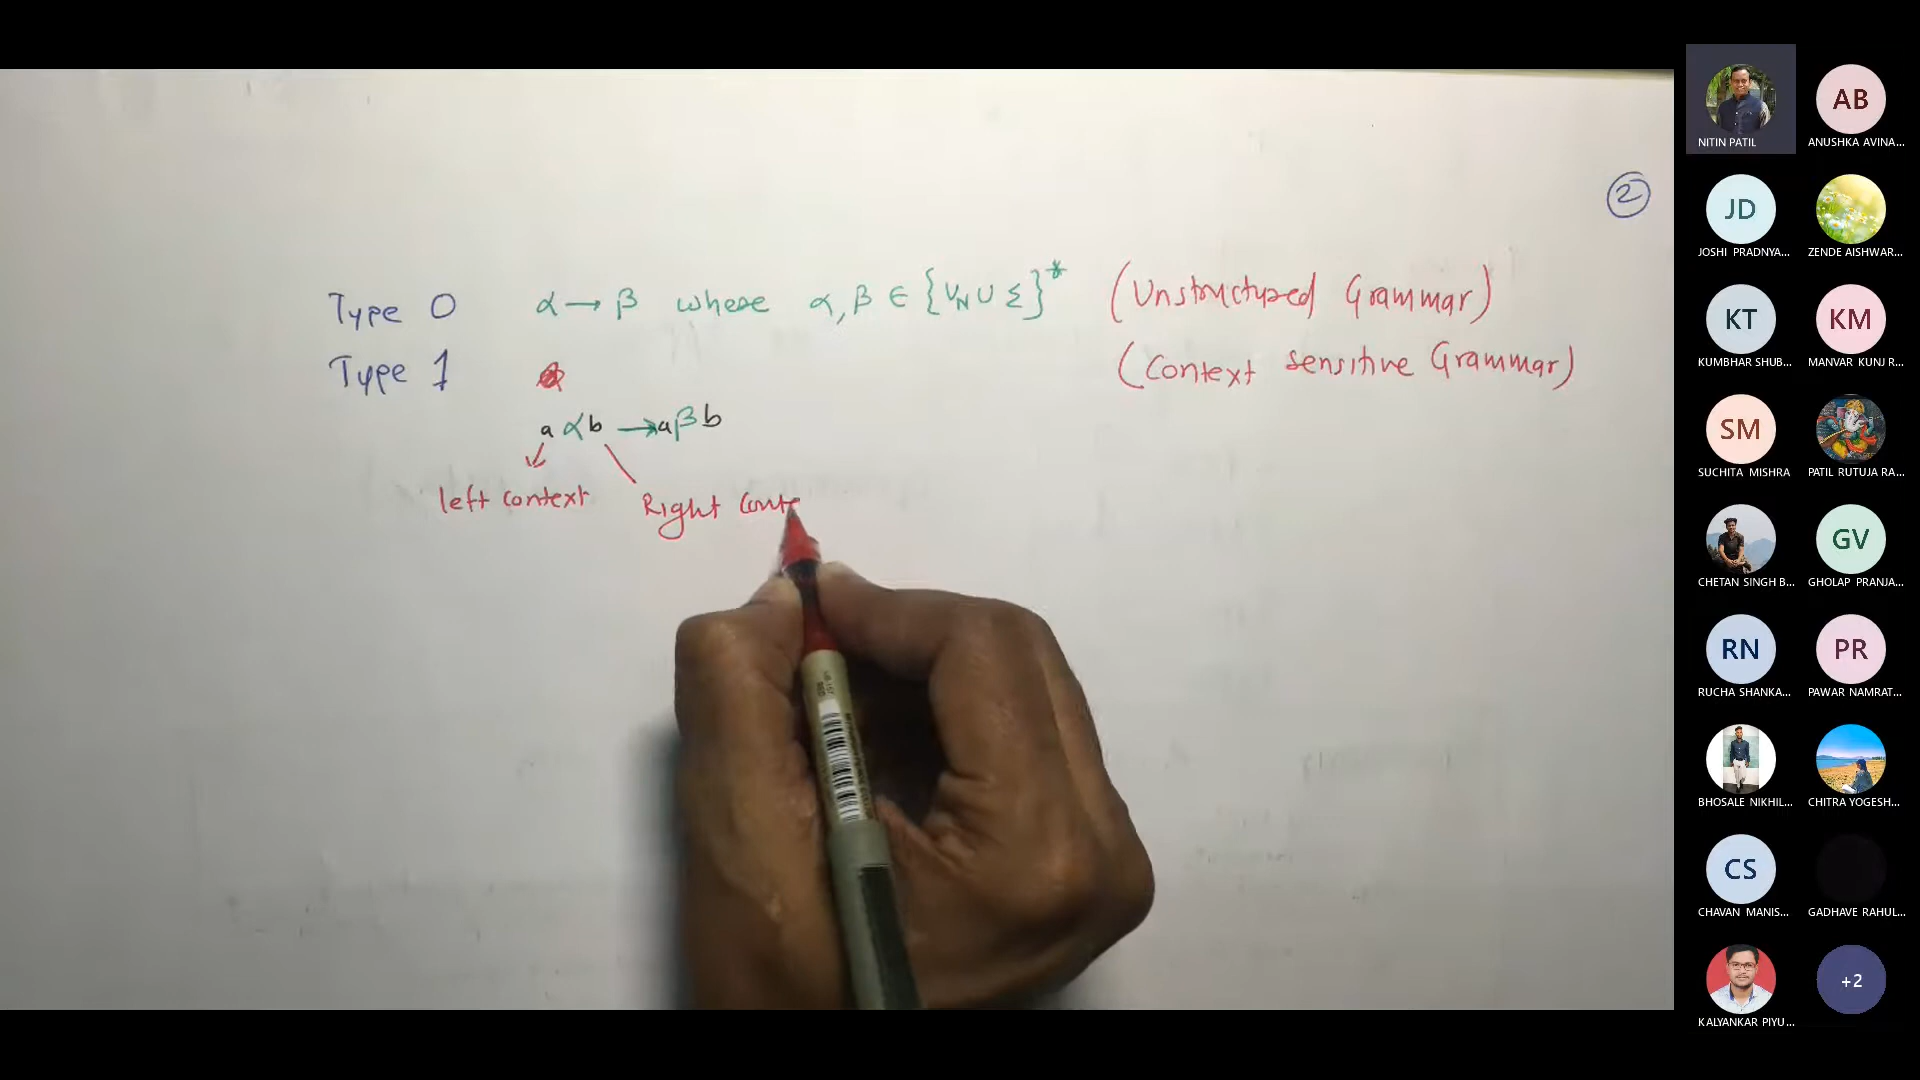 ②
Type 0 α → β where α, β ∈ {V_N ∪ Σ}* (Unstructured Grammar)
Type 1 (Context sensitive Grammar)
a α b → a β b
left context Right Conte
NITIN PATIL
ANUSHKA AVINA...
AB
JOSHI PRADNYA...
JD
ZENDE AISHWAR...
KUMBHAR SHUB...
KT
MANVAR KUNJ R...
KM
SUCHITA MISHRA
SM
PATIL RUTUJA RA...
CHETAN SINGH B...
GHOLAP PRANJA...
GV
RUCHA SHANKA...
RN
PAWAR NAMRAT...
PR
BHOSALE NIKHIL...
CHITRA YOGESH...
CHAVAN MANIS...
CS
GADHAVE RAHUL...
KALYANKAR PIYU...
+2